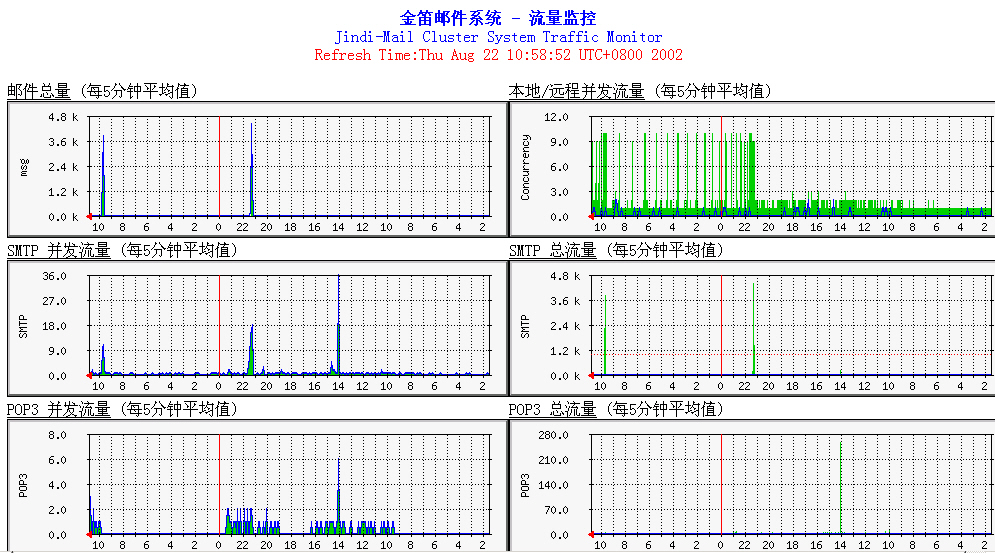 金笛邮件系统 - 流量监控
Jindi-Mail Cluster System Traffic Monitor
Refresh Time:Thu Aug 22 10:58:52 UTC+0800 2002
邮件总量 (每5分钟平均值)
4.8 k
3.6 k
2.4 k
1.2 k
0.0 k
msg
10 8 6 4 2 0 22 20 18 16 14 12 10 8 6 4 2
本地/远程并发流量 (每5分钟平均值)
12.0
9.0
6.0
3.0
0.0
Concurrency
10 8 6 4 2 0 22 20 18 16 14 12 10 8 6 4 2
SMTP 并发流量 (每5分钟平均值)
36.0
27.0
18.0
9.0
0.0
SMTP
10 8 6 4 2 0 22 20 18 16 14 12 10 8 6 4 2
SMTP 总流量 (每5分钟平均值)
4.8 k
3.6 k
2.4 k
1.2 k
0.0 k
SMTP
10 8 6 4 2 0 22 20 18 16 14 12 10 8 6 4 2
POP3 并发流量 (每5分钟平均值)
8.0
6.0
4.0
2.0
0.0
POP3
10 8 6 4 2 0 22 20 18 16 14 12 10 8 6 4 2
POP3 总流量 (每5分钟平均值)
280.0
210.0
140.0
70.0
0.0
POP3
10 8 6 4 2 0 22 20 18 16 14 12 10 8 6 4 2